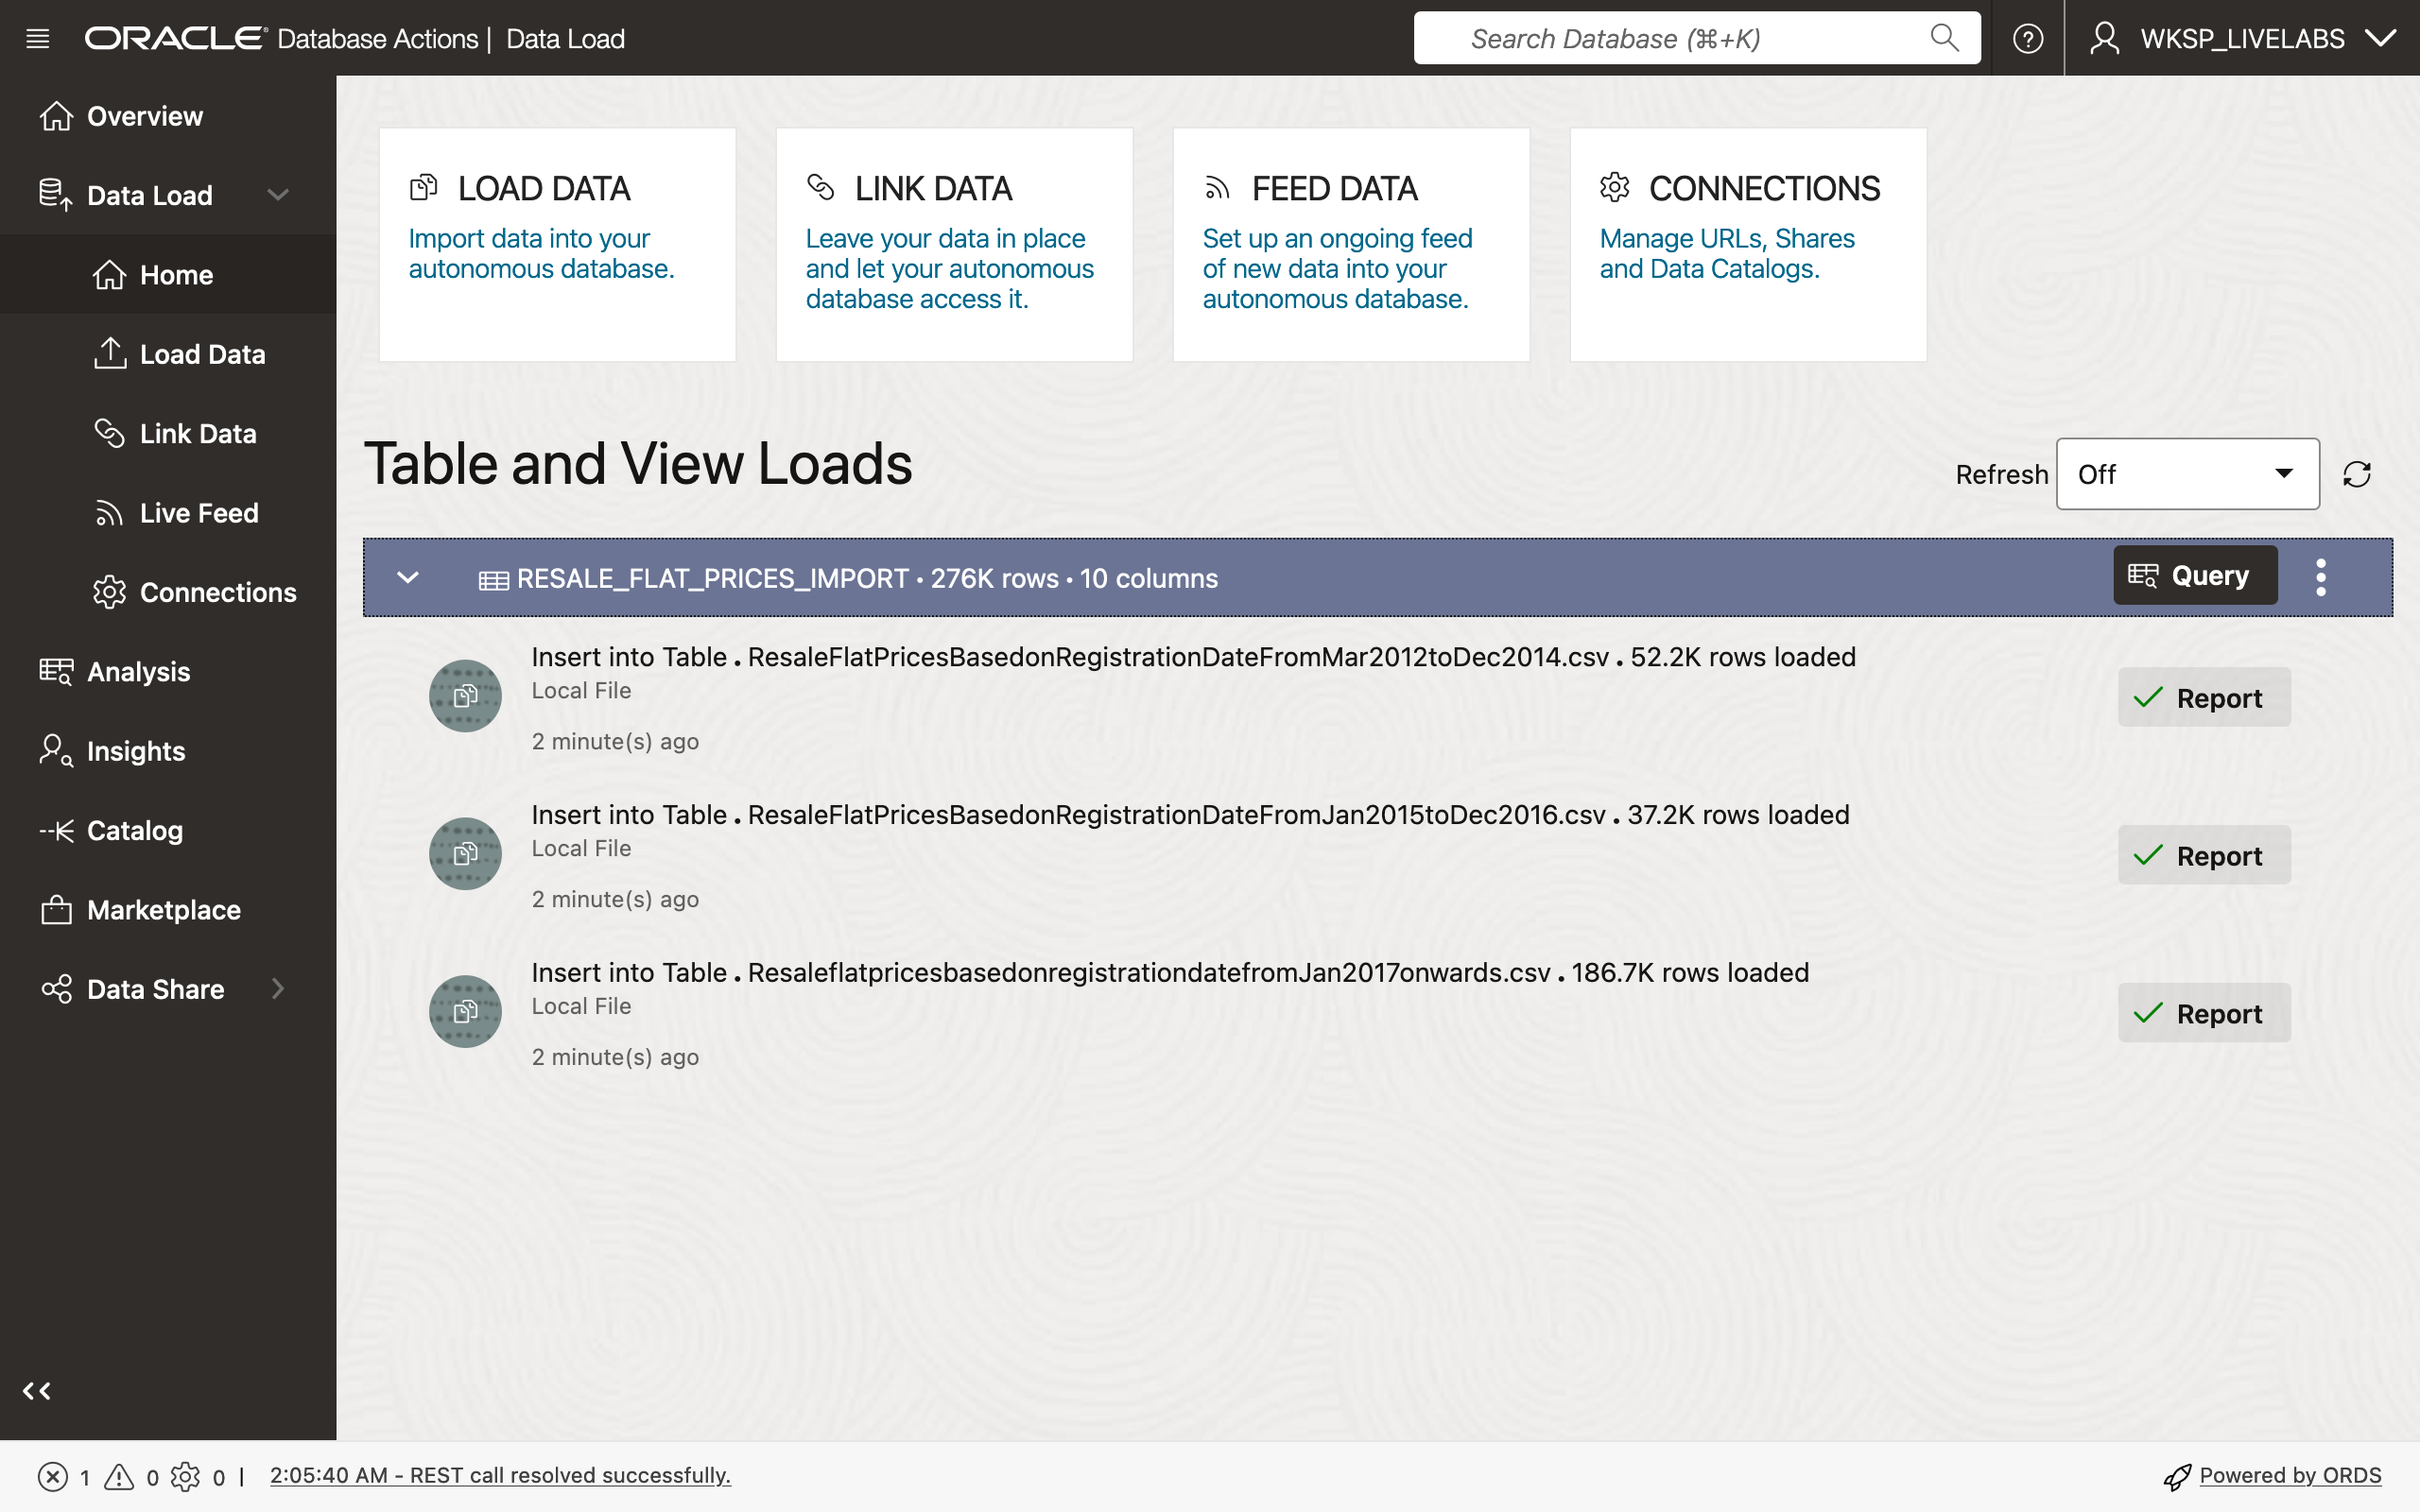 ORACLE Database Actions | Data Load
Search Database (⌘+K)
WKSP_LIVELABS
Overview
Data Load
Home
Load Data
Link Data
Live Feed
Connections
Analysis
Insights
Catalog
Marketplace
Data Share
LOAD DATA
Import data into your
autonomous database.
LINK DATA
Leave your data in place
and let your autonomous
database access it.
FEED DATA
Set up an ongoing feed
of new data into your
autonomous database.
CONNECTIONS
Manage URLs, Shares
and Data Catalogs.
Table and View Loads
Refresh
Off
RESALE_FLAT_PRICES_IMPORT • 276K rows • 10 columns
Query
Insert into Table • ResaleFlatPricesBasedonRegistrationDateFromMar2012toDec2014.csv • 52.2K rows loaded
Local File
2 minute(s) ago
Report
Insert into Table • ResaleFlatPricesBasedonRegistrationDateFromJan2015toDec2016.csv • 37.2K rows loaded
Local File
2 minute(s) ago
Report
Insert into Table • ResaleflatpricesbasedonregistrationdatefromJan2017onwards.csv • 186.7K rows loaded
Local File
2 minute(s) ago
Report
1 0 0 | 2:05:40 AM - REST call resolved successfully.
Powered by ORDS